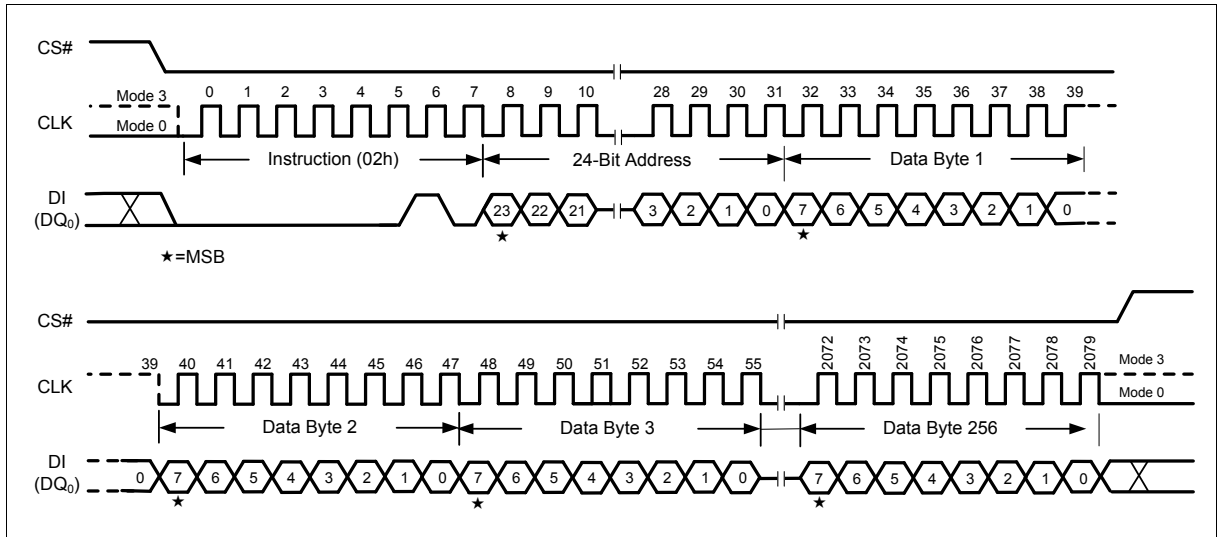 CS#
Mode 3 0 1 2 3 4 5 6 7 8 9 10 28 29 30 31 32 33 34 35 36 37 38 39
CLK
Mode 0
Instruction (02h) 24-Bit Address Data Byte 1
DI
(DQ0) 23 22 21 3 2 1 0 7 6 5 4 3 2 1 0
★ ★
★=MSB
CS#
39 40 41 42 43 44 45 46 47 48 49 50 51 52 53 54 55 2072 2073 2074 2075 2076 2077 2078 2079 Mode 3
CLK
Mode 0
Data Byte 2 Data Byte 3 Data Byte 256
DI
(DQ0) 0 7 6 5 4 3 2 1 0 7 6 5 4 3 2 1 0 7 6 5 4 3 2 1 0
★ ★ ★